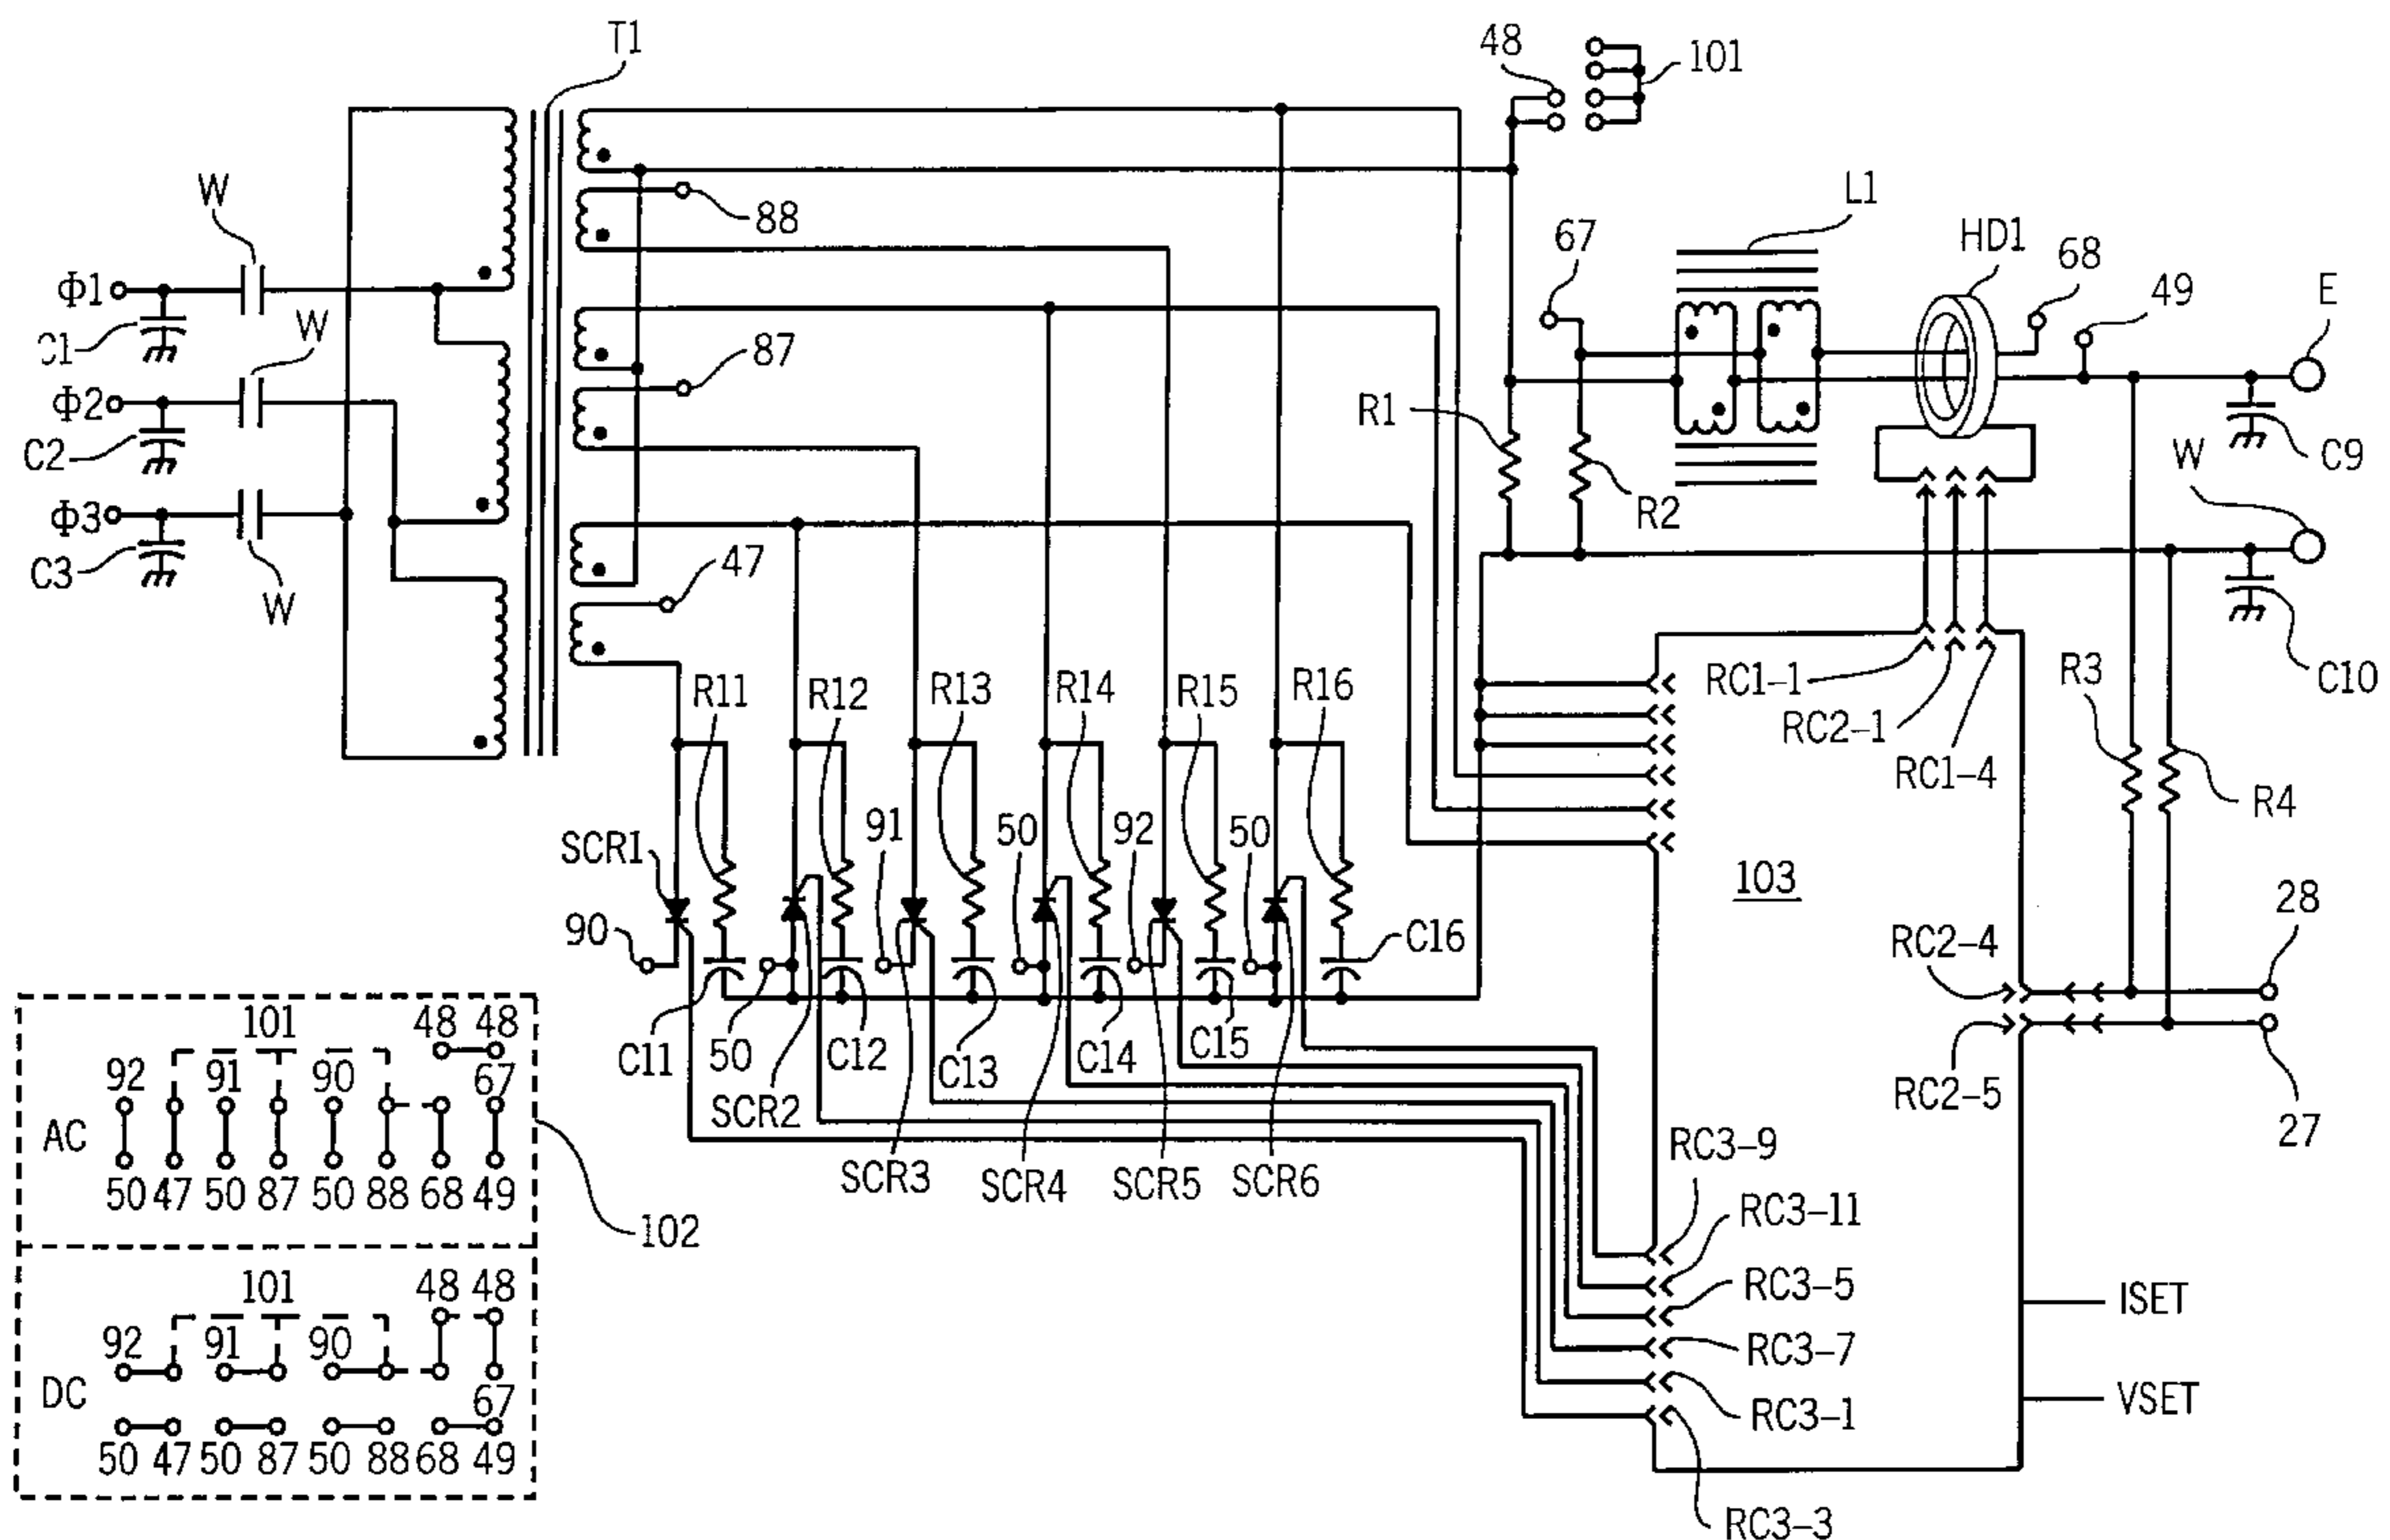 T1
48
101
W
88
L1
67
HD1
68
49
E
Φ1
W
C1
87
R1
Φ2
C2
R2
W
C9
Φ3
C3
W
47
R11
R12
R13
R14
R15
R16
RC1-1
RC2-1
RC1-4
R3
C10
R4
SCR1
91
50
92
50
103
90
C16
RC2-4
28
C11
50
C12
C13
C14
C15
SCR2
RC2-5
27
SCR3
SCR4
SCR5
SCR6
101
48 48
92 91 90 67
AC
50 47 50 87 50 88 68 49
102
RC3-9
RC3-11
101
48 48
92 91 90
DC
67
50 47 50 87 50 88 68 49
RC3-5
ISET
RC3-7
VSET
RC3-1
RC3-3